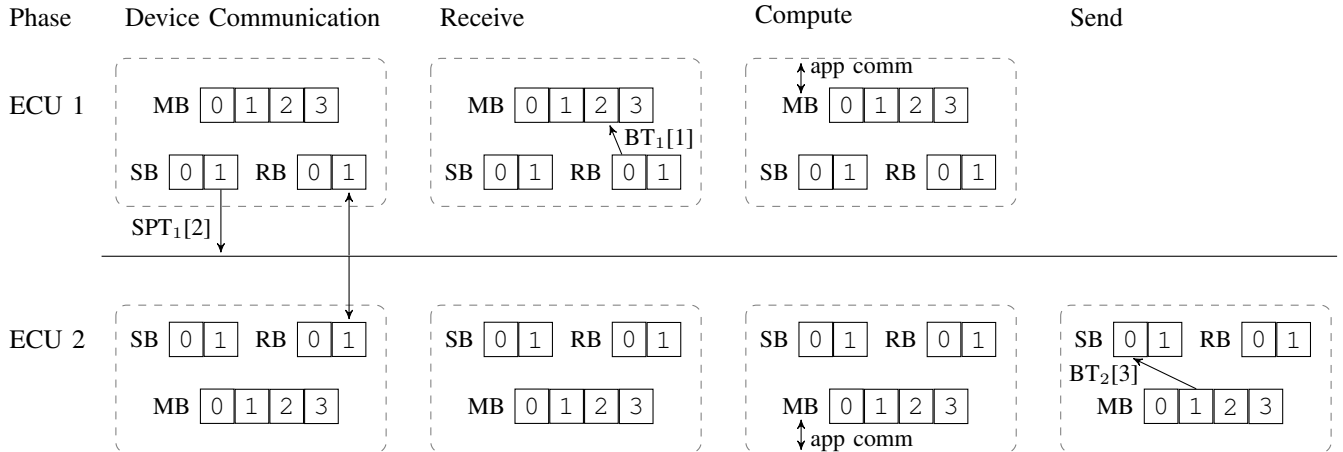 Phase Device Communication Receive Compute Send
app comm
ECU 1 MB 0 1 2 3 MB 0 1 2 3 MB 0 1 2 3
BT₁[1]
SB 0 1 RB 0 1 SB 0 1 RB 0 1 SB 0 1 RB 0 1
SPT₁[2]
ECU 2 SB 0 1 RB 0 1 SB 0 1 RB 0 1 SB 0 1 RB 0 1 SB 0 1 RB 0 1
BT₂[3]
MB 0 1 2 3 MB 0 1 2 3 MB 0 1 2 3 MB 0 1 2 3
app comm